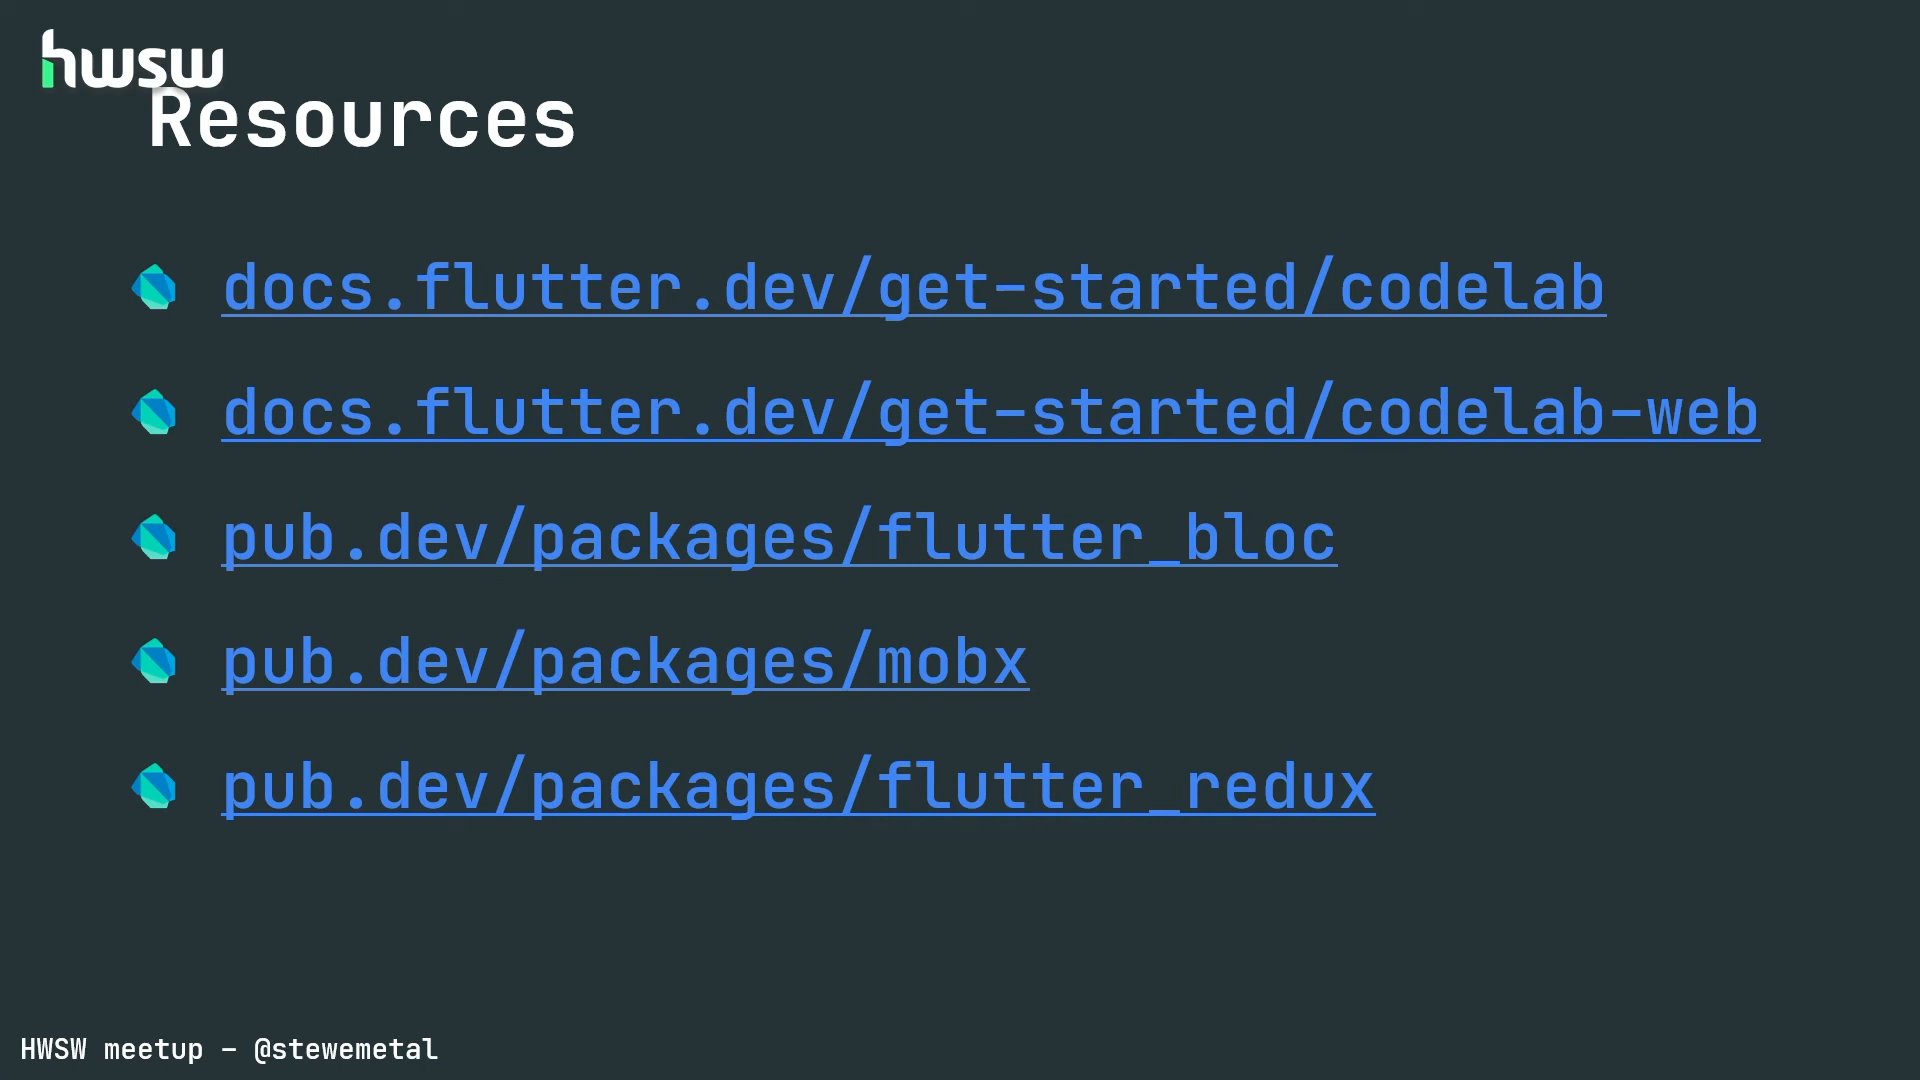 hwsw
Resources
docs.flutter.dev/get-started/codelab
docs.flutter.dev/get-started/codelab-web
pub.dev/packages/flutter_bloc
pub.dev/packages/mobx
pub.dev/packages/flutter_redux
HWSW meetup - @stewemetal